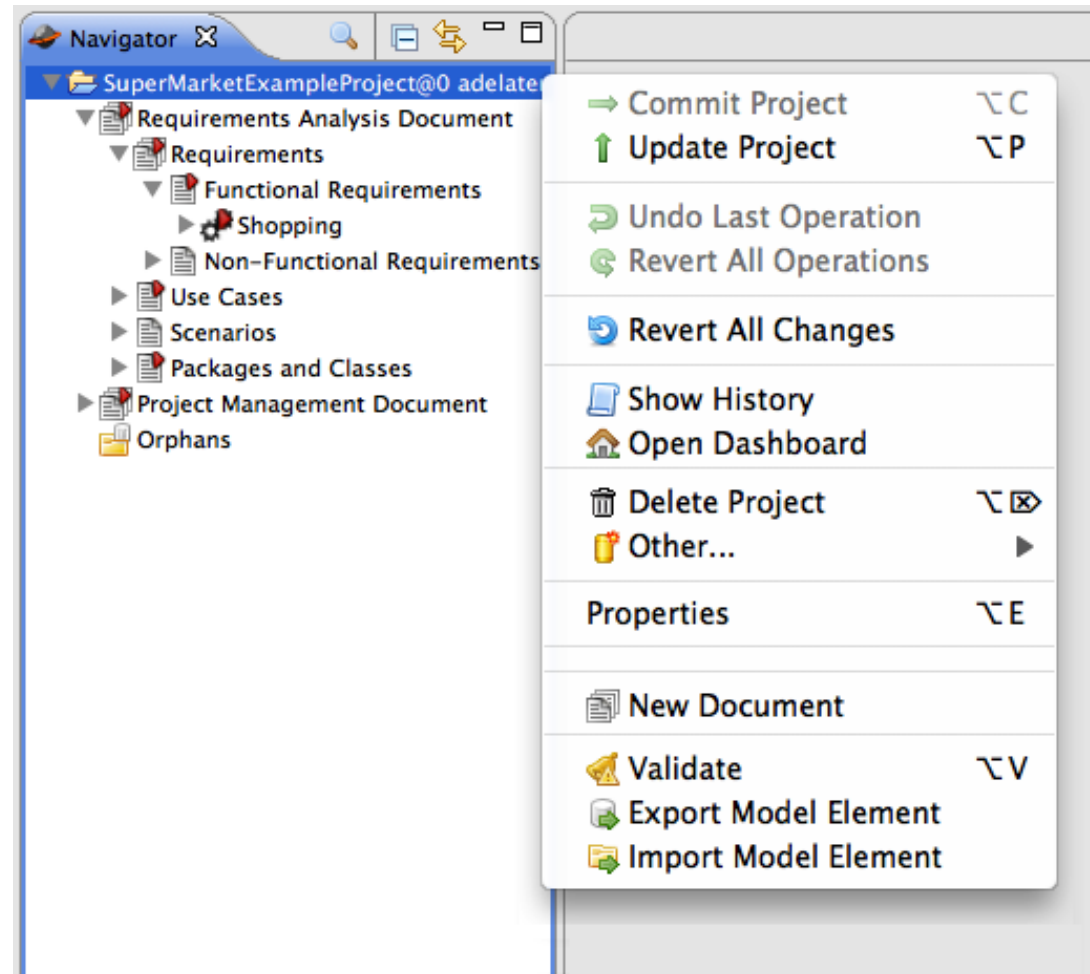 Navigator
SuperMarketExampleProject@0 adelater
Requirements Analysis Document
Requirements
Functional Requirements
Shopping
Non-Functional Requirements
Use Cases
Scenarios
Packages and Classes
Project Management Document
Orphans
Commit Project ⌥C
Update Project ⌥P
Undo Last Operation
Revert All Operations
Revert All Changes
Show History
Open Dashboard
Delete Project ⌥⌦
Other...
Properties ⌥E
New Document
Validate ⌥V
Export Model Element
Import Model Element